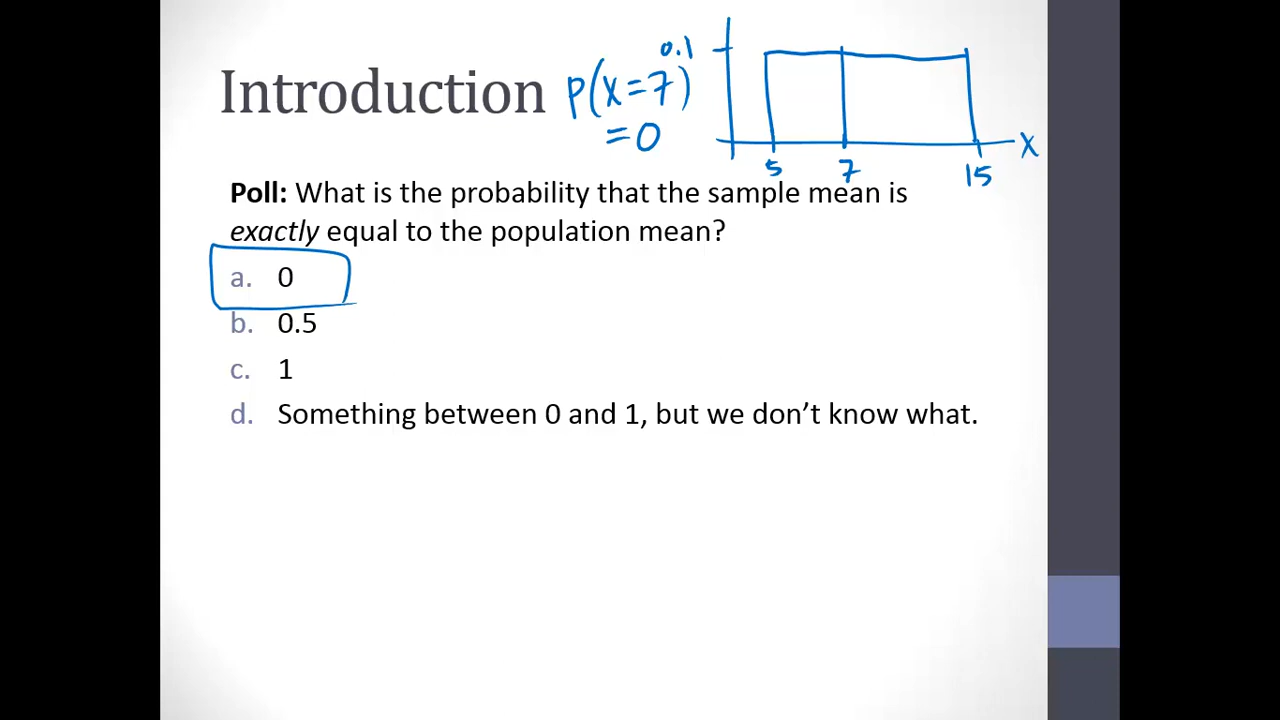 Introduction
P(X=7)
=0
0.1
5
7
15
X
Poll: What is the probability that the sample mean is
exactly equal to the population mean?
a. 0
b. 0.5
c. 1
d. Something between 0 and 1, but we don’t know what.